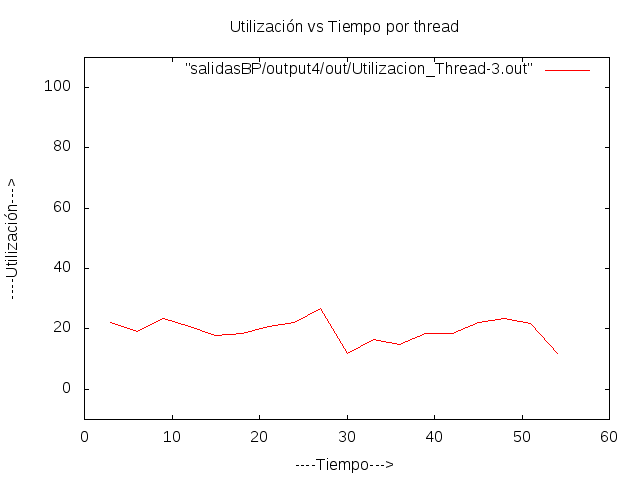 Utilización vs Tiempo por thread
"salidasBP/output4/out/Utilizacion_Thread-3.out"
100
80
60
40
20
0
----Utilización--->
0 10 20 30 40 50 60
----Tiempo--->